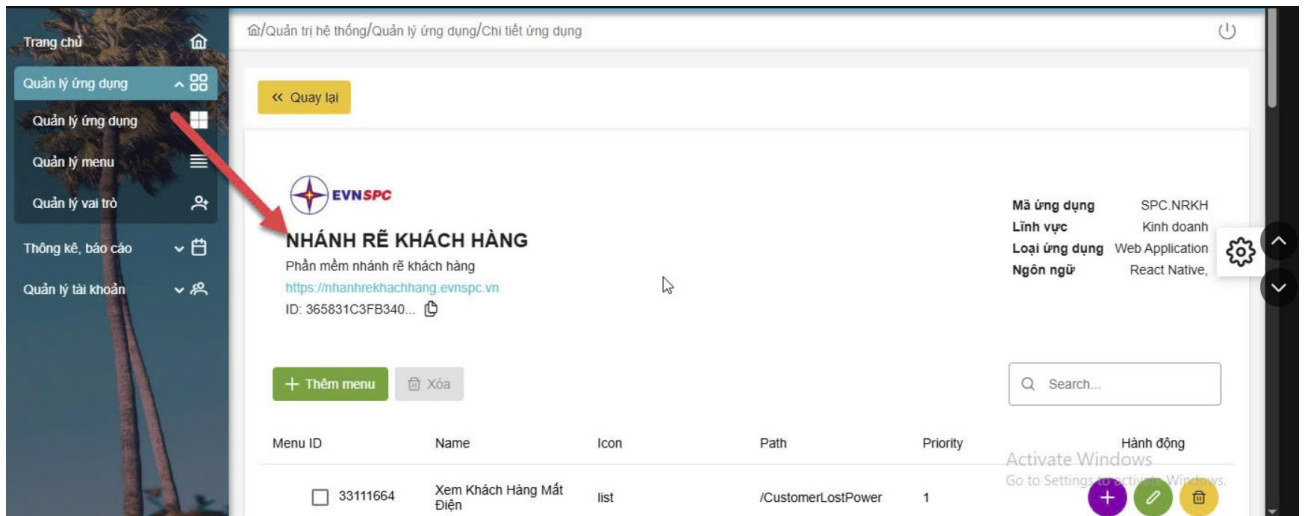 Trang chủ
Quản lý ứng dụng
Quản lý ứng dụng
Quản lý menu
Quản lý vai trò
Thông kê, báo cáo
Quản lý tài khoản
/Quản trị hệ thống/Quản lý ứng dụng/Chi tiết ứng dụng
<< Quay lại
EVNSPC
NHÁNH RẼ KHÁCH HÀNG
Phần mềm nhánh rẽ khách hàng
https://nhanhrekhachhang.evnspc.vn
ID: 365831C3FB340...
Mã ứng dụng SPC.NRKH
Lĩnh vực Kinh doanh
Loại ứng dụng Web Application
Ngôn ngữ React Native,
+ Thêm menu
Xóa
Search...
Menu ID Name Icon Path Priority Hành động
33111664 Xem Khách Hàng Mất Điện list /CustomerLostPower 1
Activate Windows
Go to Settings to activate Windows.